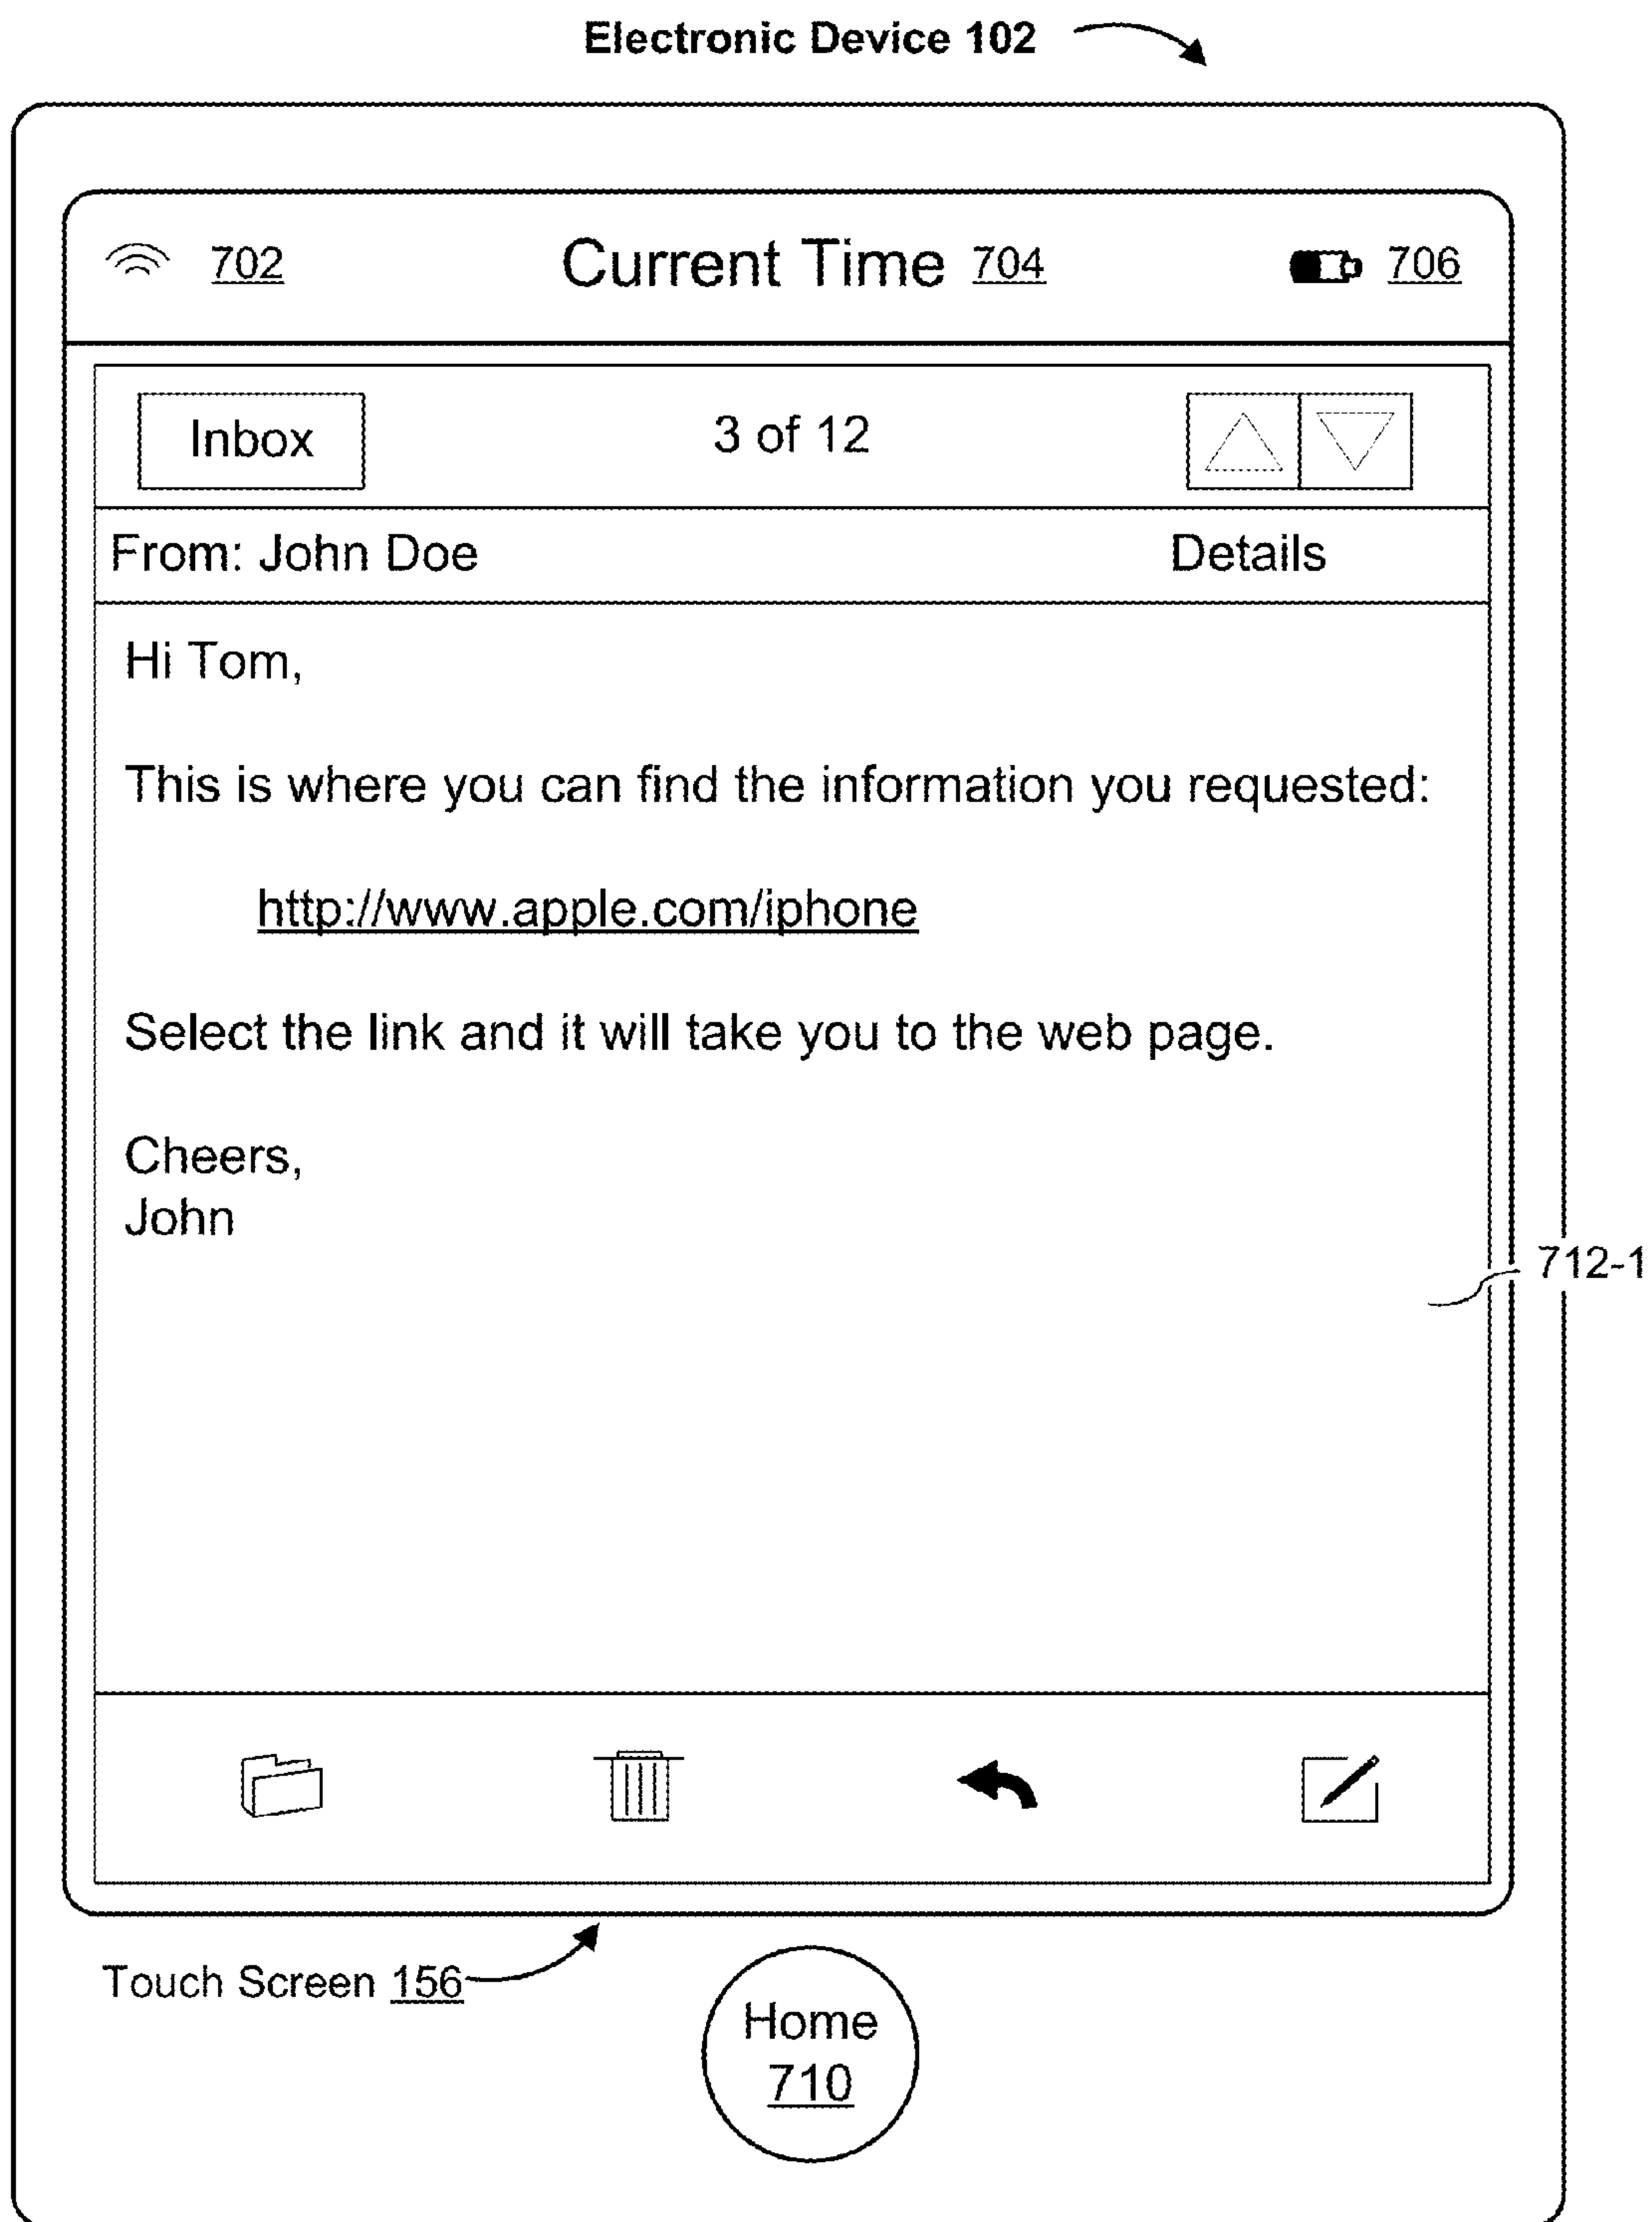 Electronic Device 102
702 Current Time 704 706
Inbox 3 of 12
From: John Doe Details
Hi Tom,
This is where you can find the information you requested:
http://www.apple.com/iphone
Select the link and it will take you to the web page.
Cheers,
John
712-1
Touch Screen 156
Home
710